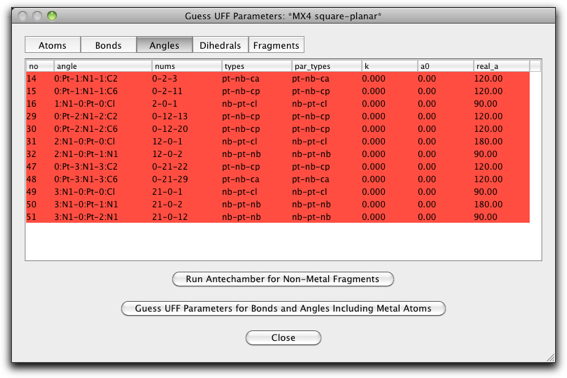 Guess UFF Parameters: *MX4 square-planar*
Atoms Bonds Angles Dihedrals Fragments
no angle nums types par_types k a0 real_a
14 0:Pt-1:N1-1:C2 0-2-3 pt-nb-ca pt-nb-ca 0.000 0.00 120.00
15 0:Pt-1:N1-1:C6 0-2-11 pt-nb-cp pt-nb-cp 0.000 0.00 120.00
16 1:N1-0:Pt-0:Cl 2-0-1 nb-pt-cl nb-pt-cl 0.000 0.00 90.00
29 0:Pt-2:N1-2:C2 0-12-13 pt-nb-cp pt-nb-cp 0.000 0.00 120.00
30 0:Pt-2:N1-2:C6 0-12-20 pt-nb-cp pt-nb-cp 0.000 0.00 120.00
31 2:N1-0:Pt-0:Cl 12-0-1 nb-pt-cl nb-pt-cl 0.000 0.00 180.00
32 2:N1-0:Pt-1:N1 12-0-2 nb-pt-nb nb-pt-nb 0.000 0.00 90.00
47 0:Pt-3:N1-3:C2 0-21-22 pt-nb-cp pt-nb-cp 0.000 0.00 120.00
48 0:Pt-3:N1-3:C6 0-21-29 pt-nb-ca pt-nb-ca 0.000 0.00 120.00
49 3:N1-0:Pt-0:Cl 21-0-1 nb-pt-cl nb-pt-cl 0.000 0.00 90.00
50 3:N1-0:Pt-1:N1 21-0-2 nb-pt-nb nb-pt-nb 0.000 0.00 180.00
51 3:N1-0:Pt-2:N1 21-0-12 nb-pt-nb nb-pt-nb 0.000 0.00 90.00
Run Antechamber for Non-Metal Fragments
Guess UFF Parameters for Bonds and Angles Including Metal Atoms
Close